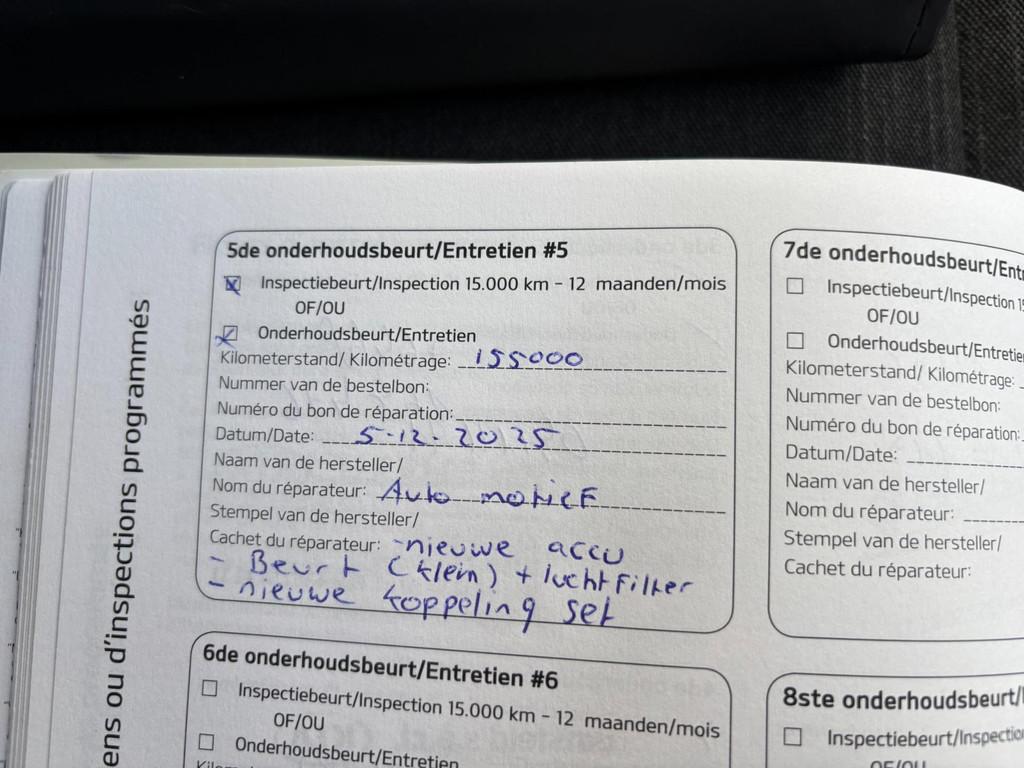 ens ou d'inspections programmés
5de onderhoudsbeurt/Entretien #5
Inspectiebeurt/Inspection 15.000 km - 12 maanden/mois
OF/OU
Onderhoudsbeurt/Entretien
Kilometerstand/ Kilométrage: 155000
Nummer van de bestelbon:
Numéro du bon de réparation:
Datum/Date: 5-12-2025
Naam van de hersteller/
Nom du réparateur: Auto motief
Stempel van de hersteller/
Cachet du réparateur: -nieuwe accu
- Beurt (klein) + luchtfilter
- nieuwe koppeling set
6de onderhoudsbeurt/Entretien #6
Inspectiebeurt/Inspection 15.000 km - 12 maanden/mois
OF/OU
Onderhoudsbeurt/Entretien
7de onderhoudsbeurt/Entr
Inspectiebeurt/Inspection 1
OF/OU
Onderhoudsbeurt/Entretie
Kilometerstand/ Kilométrage:
Nummer van de bestelbon:
Numéro du bon de réparation:
Datum/Date:
Naam van de hersteller/
Nom du réparateur:
Stempel van de hersteller/
Cachet du réparateur:
8ste onderhoudsbeurt/
Inspectiebeurt/Inspectio
OF/OU